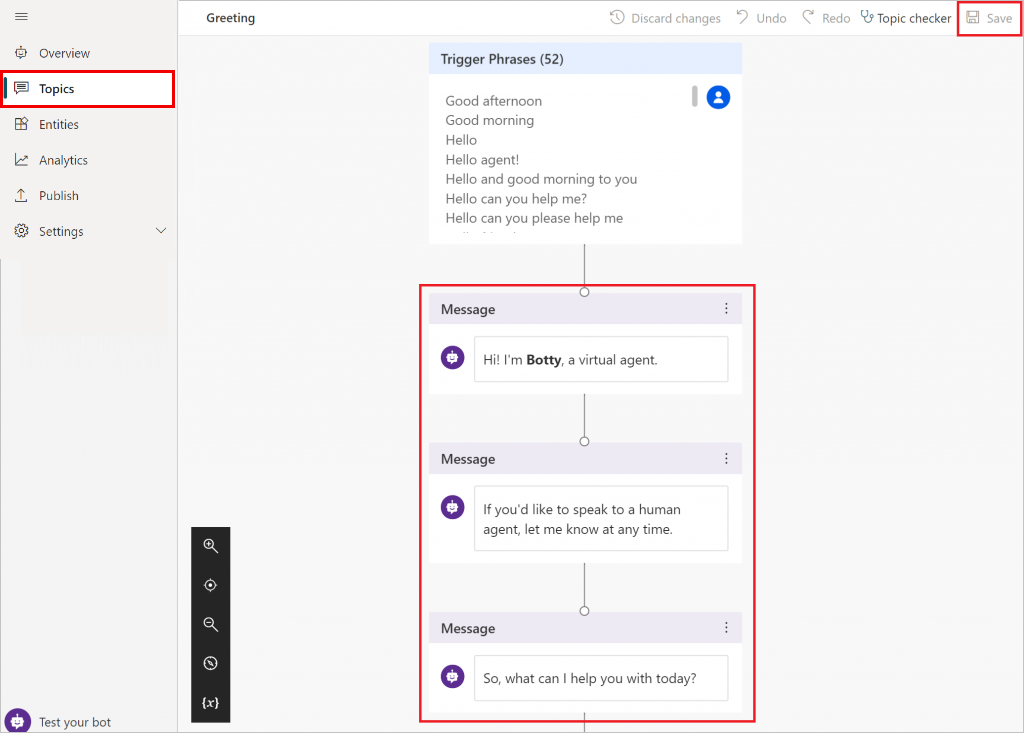 Greeting
Discard changes
Undo
Redo
Topic checker
Save
Overview
Topics
Entities
Analytics
Publish
Settings
Trigger Phrases (52)
Good afternoon
Good morning
Hello
Hello agent!
Hello and good morning to you
Hello can you help me?
Hello can you please help me
Message
Hi! I'm Botty, a virtual agent.
Message
If you'd like to speak to a human
agent, let me know at any time.
Message
So, what can I help you with today?
{x}
Test your bot